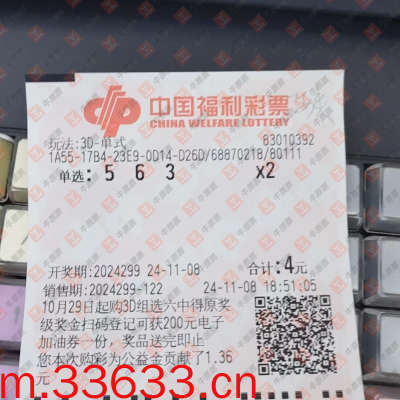 中国福利彩票
CHINA WELFARE LOTTERY
玩法:3D-单式 83010392
1A55-17B4-23E9-0D14-D26D/68870218/80111
单选: 5 6 3 x2
开奖期:2024299 24-11-08 合计:4元
销售期:2024299-122 24-11-08 18:51:05
10月29日起购3D组选六中得原奖
级奖金扫码登记可获200元电子
加油券一份，奖品送完即止
您本次购彩为公益金贡献了1.36
元
m.33633.cn